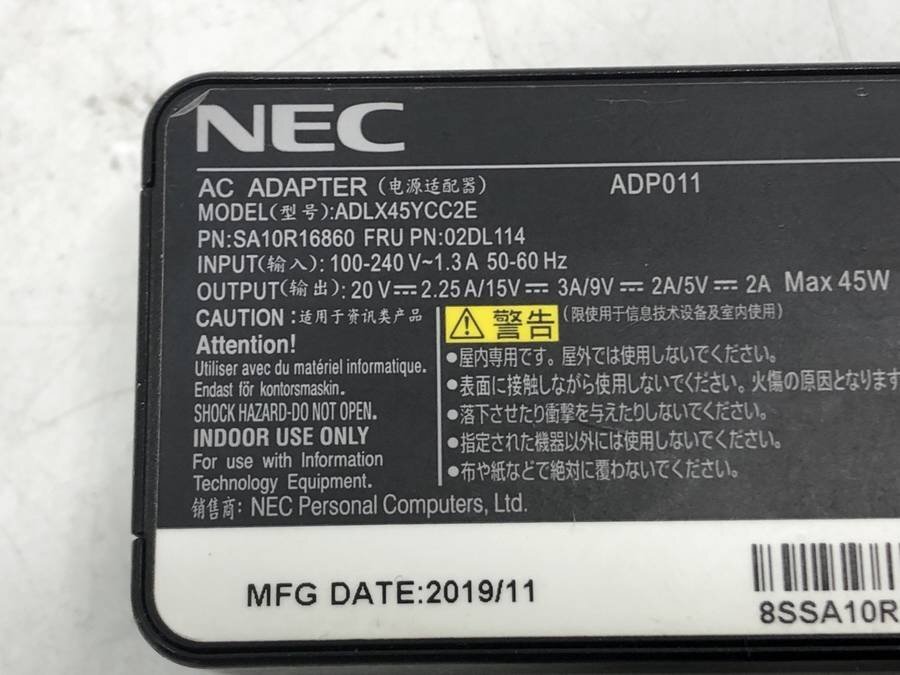 NEC
AC ADAPTER (电源适配器) ADP011
MODEL(型号):ADLX45YCC2E
PN:SA10R16860 FRU PN:02DL114
INPUT(输入): 100-240 V~1.3 A 50-60 Hz
OUTPUT(输出): 20 V⎓2.25 A/15V⎓ 3A/9V⎓ 2A/5V⎓ 2A Max 45W
CAUTION :适用于资讯类产品
Attention!
Utiliser avec du matériel informatique.
Endast för kontorsmaskin.
SHOCK HAZARD-DO NOT OPEN.
INDOOR USE ONLY
For use with Information
Technology Equipment.
⚠警告 (限使用于信息技术设备及室内使用)
●屋内専用です。屋外では使用しないでください。
●表面に接触しながら使用しないでください。火傷の原因となります
●落下させたり衝撃を与えたりしないでください。
●指定された機器以外には使用しないでください。
●布や紙などで絶対に覆わないでください。
销售商: NEC Personal Computers, Ltd.
MFG DATE:2019/11
8SSA10R